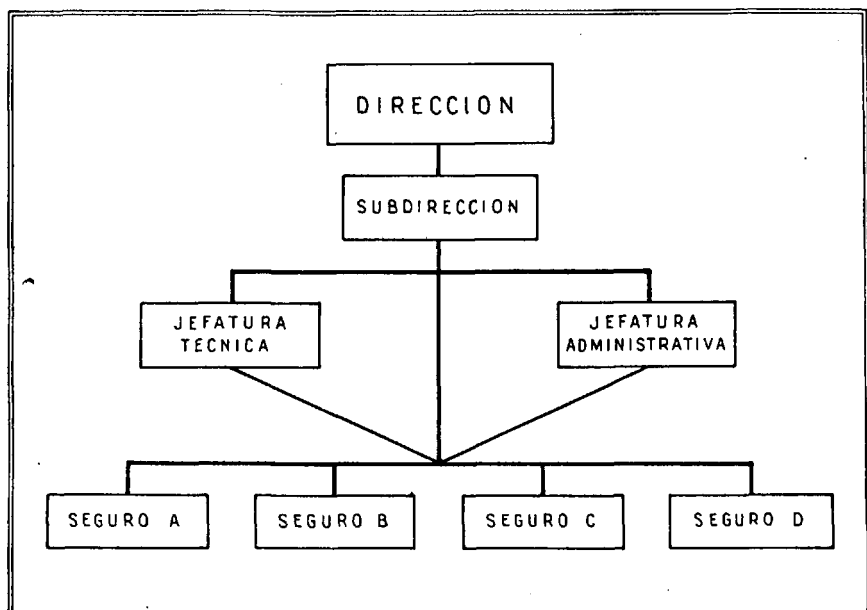 DIRECCION
SUBDIRECCION
JEFATURA
TECNICA
JEFATURA
ADMINISTRATIVA
SEGURO A
SEGURO B
SEGURO C
SEGURO D